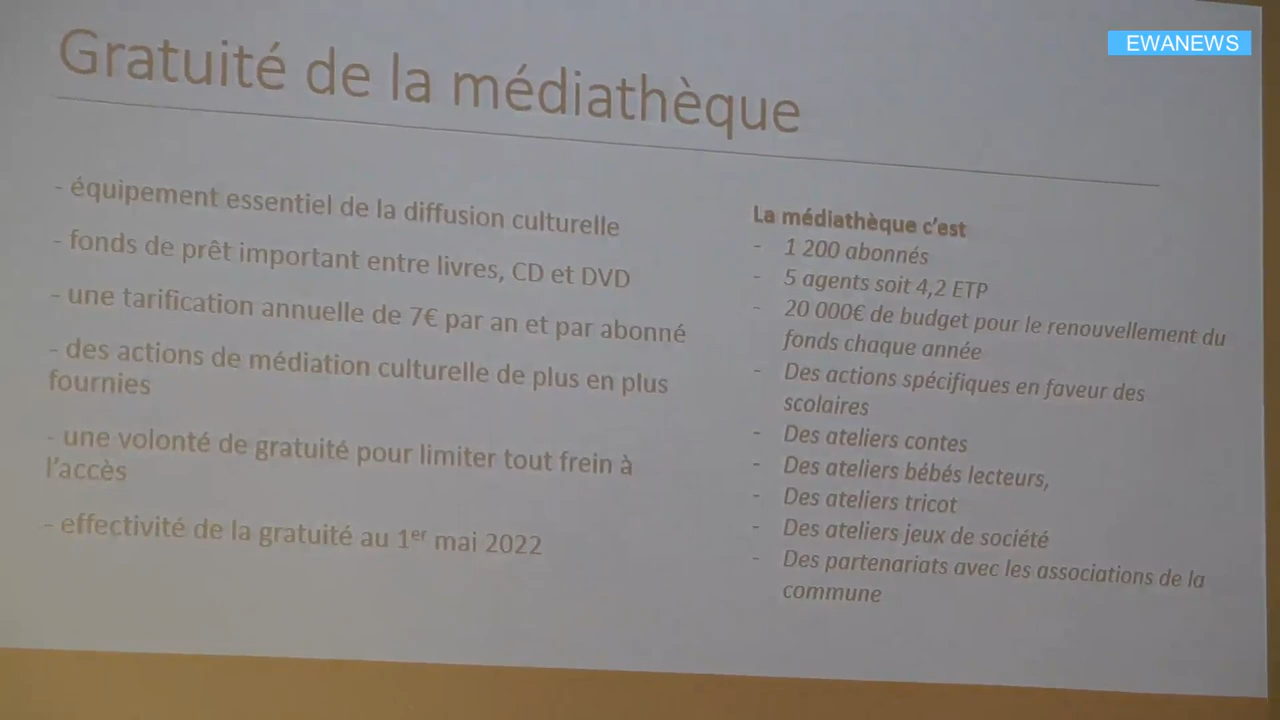 EWANEWS
Gratuité de la médiathèque
- équipement essentiel de la diffusion culturelle
- fonds de prêt important entre livres, CD et DVD
- une tarification annuelle de 7€ par an et par abonné
- des actions de médiation culturelle de plus en plus
fournies
- une volonté de gratuité pour limiter tout frein à
l'accès
- effectivité de la gratuité au 1er mai 2022
La médiathèque c'est
- 1 200 abonnés
- 5 agents soit 4,2 ETP
- 20 000€ de budget pour le renouvellement du
fonds chaque année
- Des actions spécifiques en faveur des
scolaires
- Des ateliers contes
- Des ateliers bébés lecteurs,
- Des ateliers tricot
- Des ateliers jeux de société
- Des partenariats avec les associations de la
commune